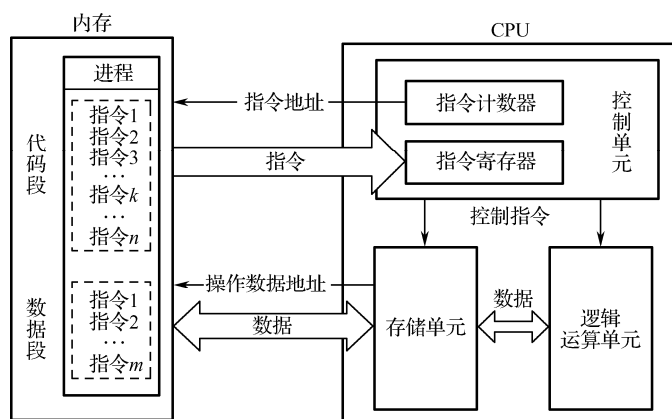 内存
进程
代码段
指令1
指令2
指令3
…
指令k
…
指令n
数据段
指令1
指令2
…
指令m
指令地址
指令
操作数据地址
数据
CPU
指令计数器
指令寄存器
控制单元
控制指令
存储单元
数据
逻辑
运算单元